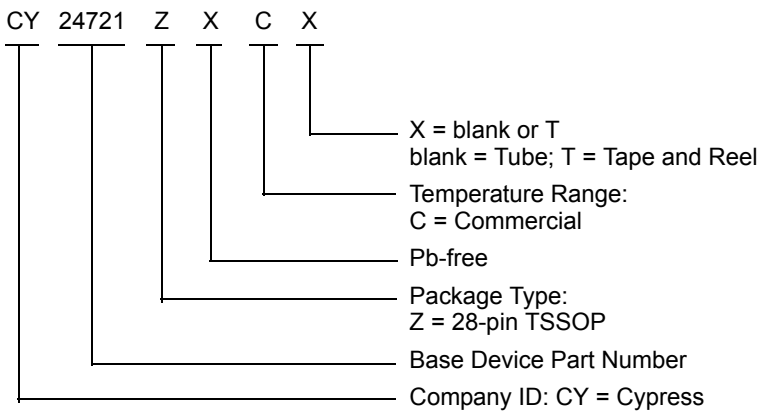 CY 24721 Z X C X
X = blank or T
blank = Tube; T = Tape and Reel
Temperature Range:
C = Commercial
Pb-free
Package Type:
Z = 28-pin TSSOP
Base Device Part Number
Company ID: CY = Cypress